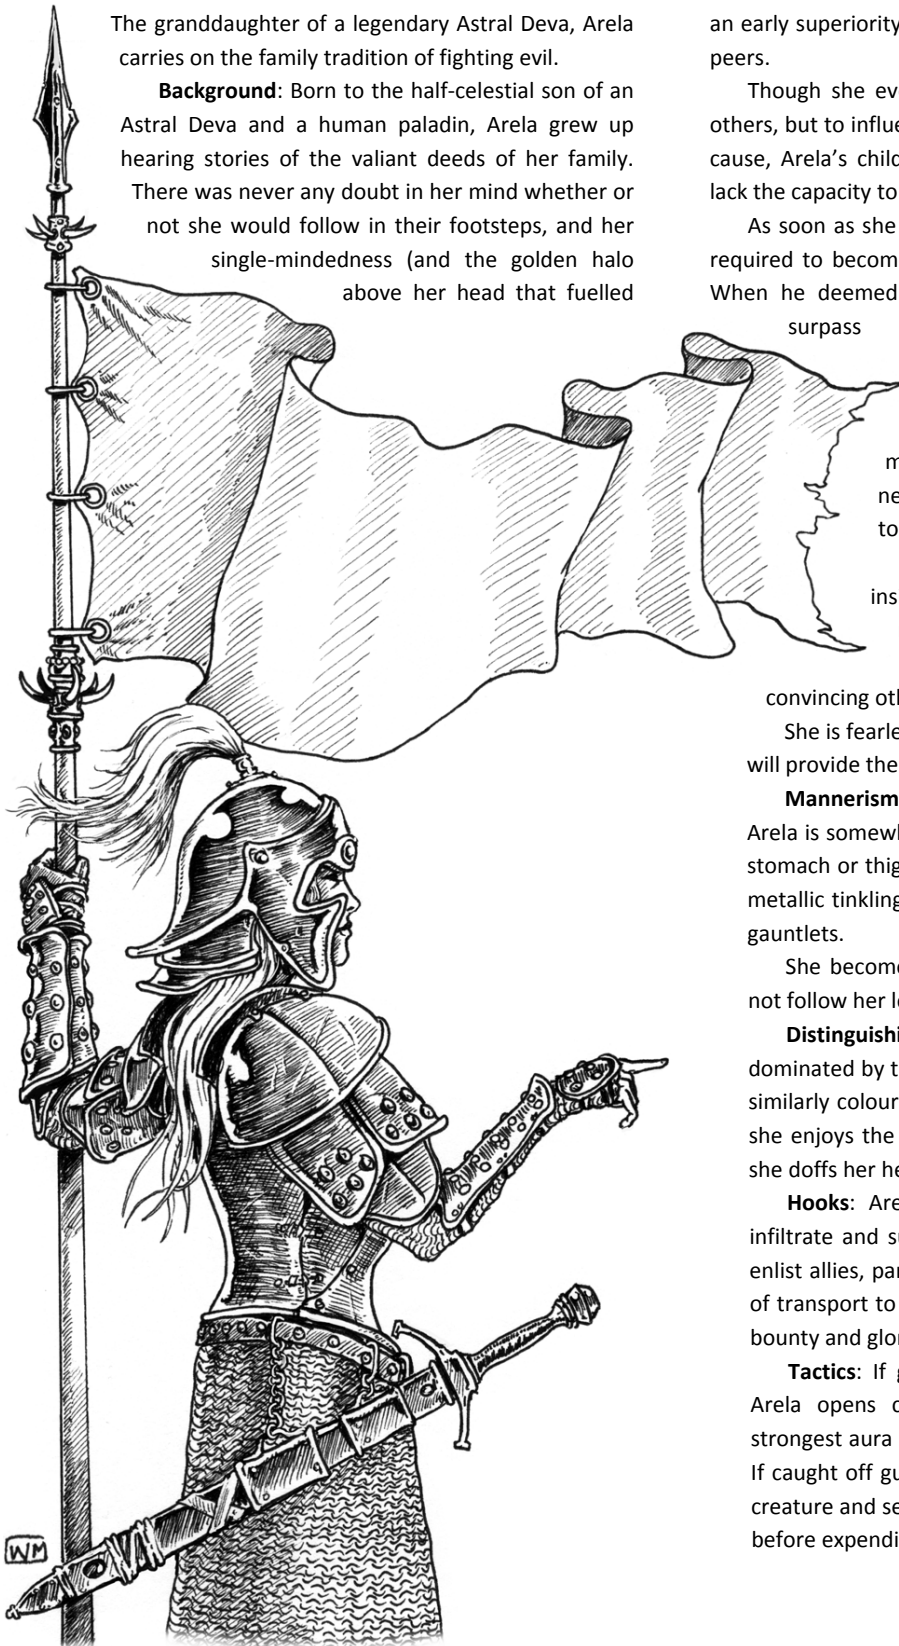 The granddaughter of a legendary Astral Deva, Arela
carries on the family tradition of fighting evil.
Background: Born to the half-celestial son of an
Astral Deva and a human paladin, Arela grew up
hearing stories of the valiant deeds of her family.
There was never any doubt in her mind whether or
not she would follow in their footsteps, and her
single-mindedness (and the golden halo
above her head that fuelled
an early superiority
peers.
Though she eve
others, but to influe
cause, Arela’s child
lack the capacity to
As soon as she
required to becom
When he deemed
surpass
m
ne
to
ins
convincing oth
She is fearle
will provide the
Mannerism
Arela is somewh
stomach or thig
metallic tinkling
gauntlets.
She become
not follow her le
Distinguishi
dominated by t
similarly colour
she enjoys the
she doffs her he
Hooks: Are
infiltrate and su
enlist allies, par
of transport to
bounty and glor
Tactics: If g
Arela opens c
strongest aura
If caught off gu
creature and se
before expendi
WM